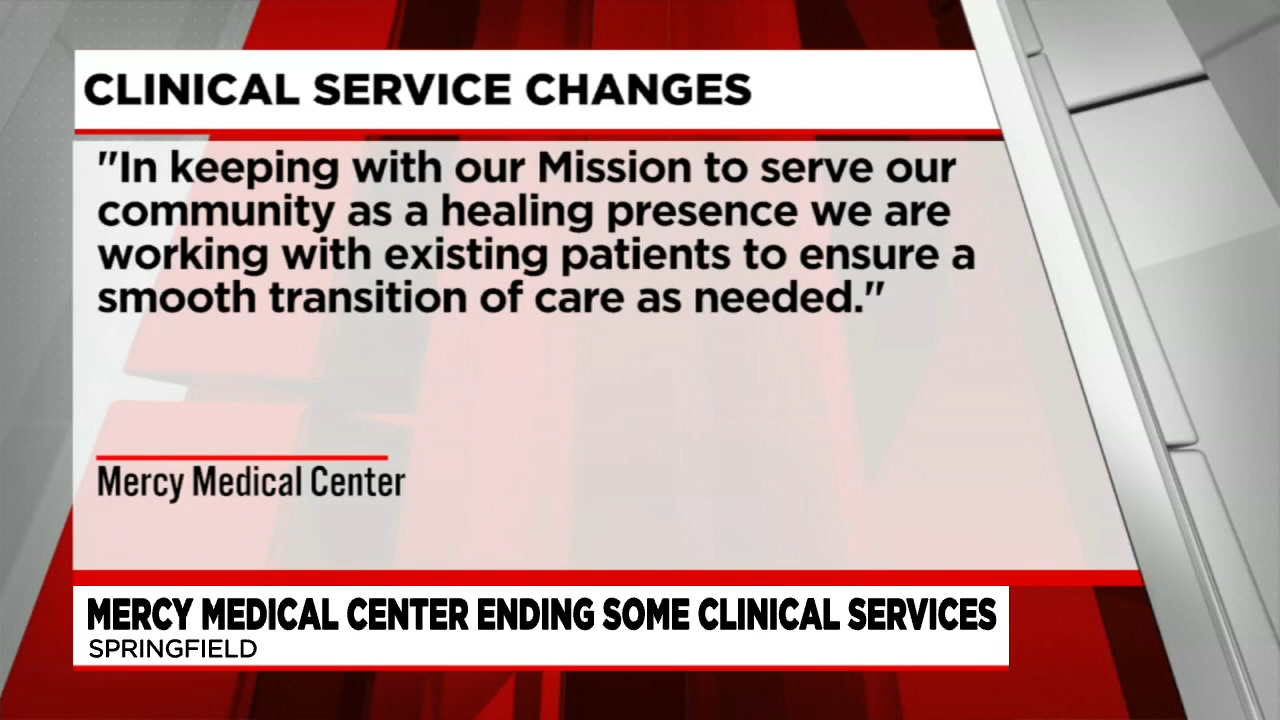 CLINICAL SERVICE CHANGES
"In keeping with our Mission to serve our
community as a healing presence we are
working with existing patients to ensure a
smooth transition of care as needed."
Mercy Medical Center
MERCY MEDICAL CENTER ENDING SOME CLINICAL SERVICES
SPRINGFIELD